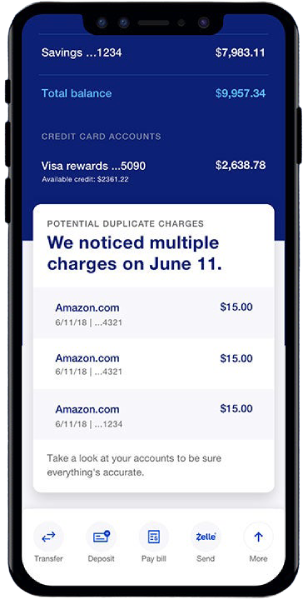 Savings ...1234 $7,983.11
Total balance $9,957.34
CREDIT CARD ACCOUNTS
Visa rewards ...5090 $2,638.78
Available credit: $2361.22
POTENTIAL DUPLICATE CHARGES
We noticed multiple
charges on June 11.
Amazon.com $15.00
6/11/18 | ...4321
Amazon.com $15.00
6/11/18 | ...4321
Amazon.com $15.00
6/11/18 | ...1234
Take a look at your accounts to be sure
everything's accurate.
Zelle
Transfer Deposit Pay bill Send More